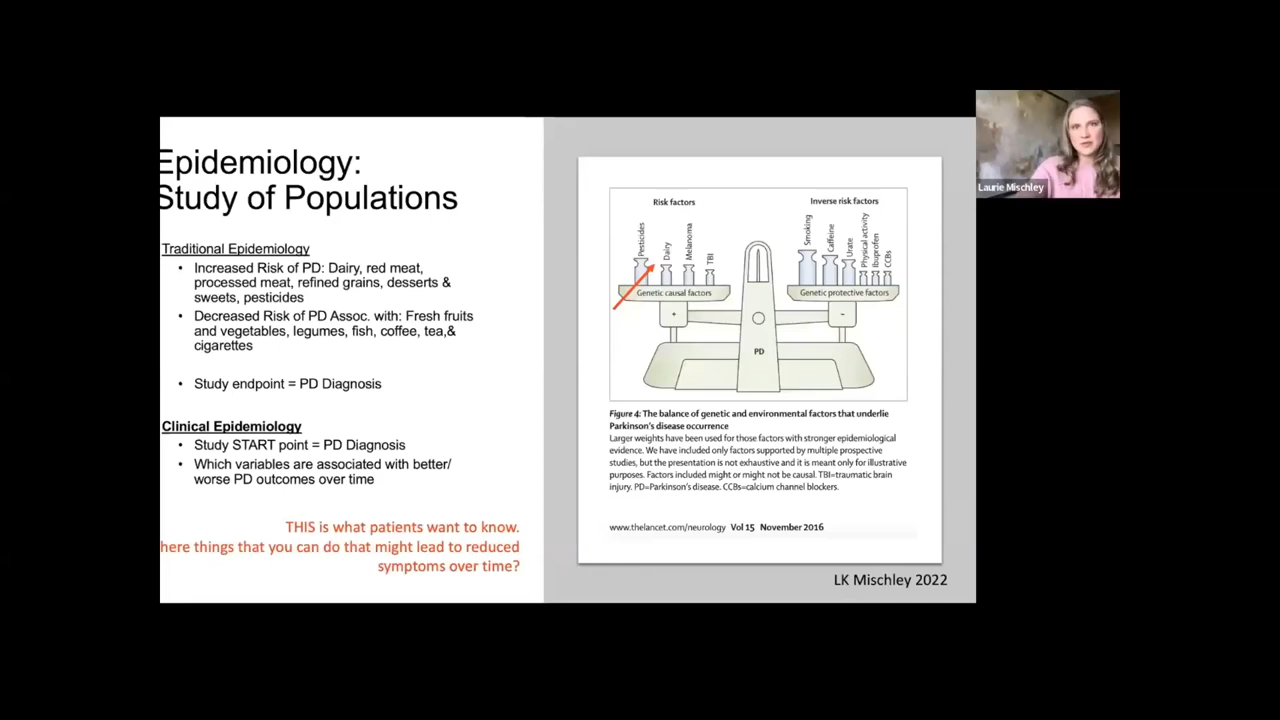 Epidemiology:
Study of Populations
Traditional Epidemiology
• Increased Risk of PD: Dairy, red meat,
processed meat, refined grains, desserts &
sweets, pesticides
• Decreased Risk of PD Assoc. with: Fresh fruits
and vegetables, legumes, fish, coffee, tea,&
cigarettes
• Study endpoint = PD Diagnosis
Clinical Epidemiology
• Study START point = PD Diagnosis
• Which variables are associated with better/
worse PD outcomes over time
THIS is what patients want to know.
here things that you can do that might lead to reduced
symptoms over time?
Risk factors
Inverse risk factors
Pesticides
Dairy
Melanoma
TBI
Smoking
Caffeine
Urate
Physical activity
Ibuprofen
CCBs
Genetic causal factors
Genetic protective factors
+
-
PD
Figure 4: The balance of genetic and environmental factors that underlie
Parkinson's disease occurrence
Larger weights have been used for those factors with stronger epidemiological
evidence. We have included only factors supported by multiple prospective
studies, but the presentation is not exhaustive and it is meant only for illustrative
purposes. Factors included might or might not be causal. TBI=traumatic brain
injury. PD=Parkinson's disease. CCBs=calcium channel blockers.
www.thelancet.com/neurology Vol 15 November 2016
LK Mischley 2022
Laurie Mischley